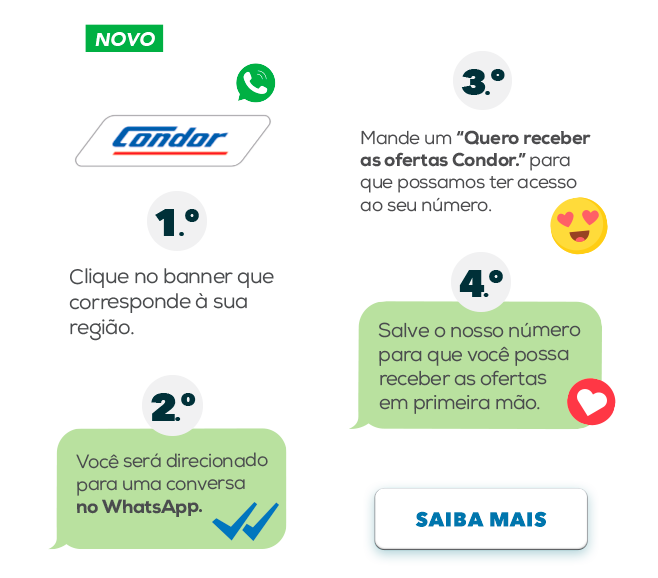 NOVO
Condor
1.º
Clique no banner que
corresponde à sua
região.
2.º
Você será direcionado
para uma conversa
no WhatsApp.
3.º
Mande um “Quero receber
as ofertas Condor.” para
que possamos ter acesso
ao seu número.
4.º
Salve o nosso número
para que você possa
receber as ofertas
em primeira mão.
SAIBA MAIS